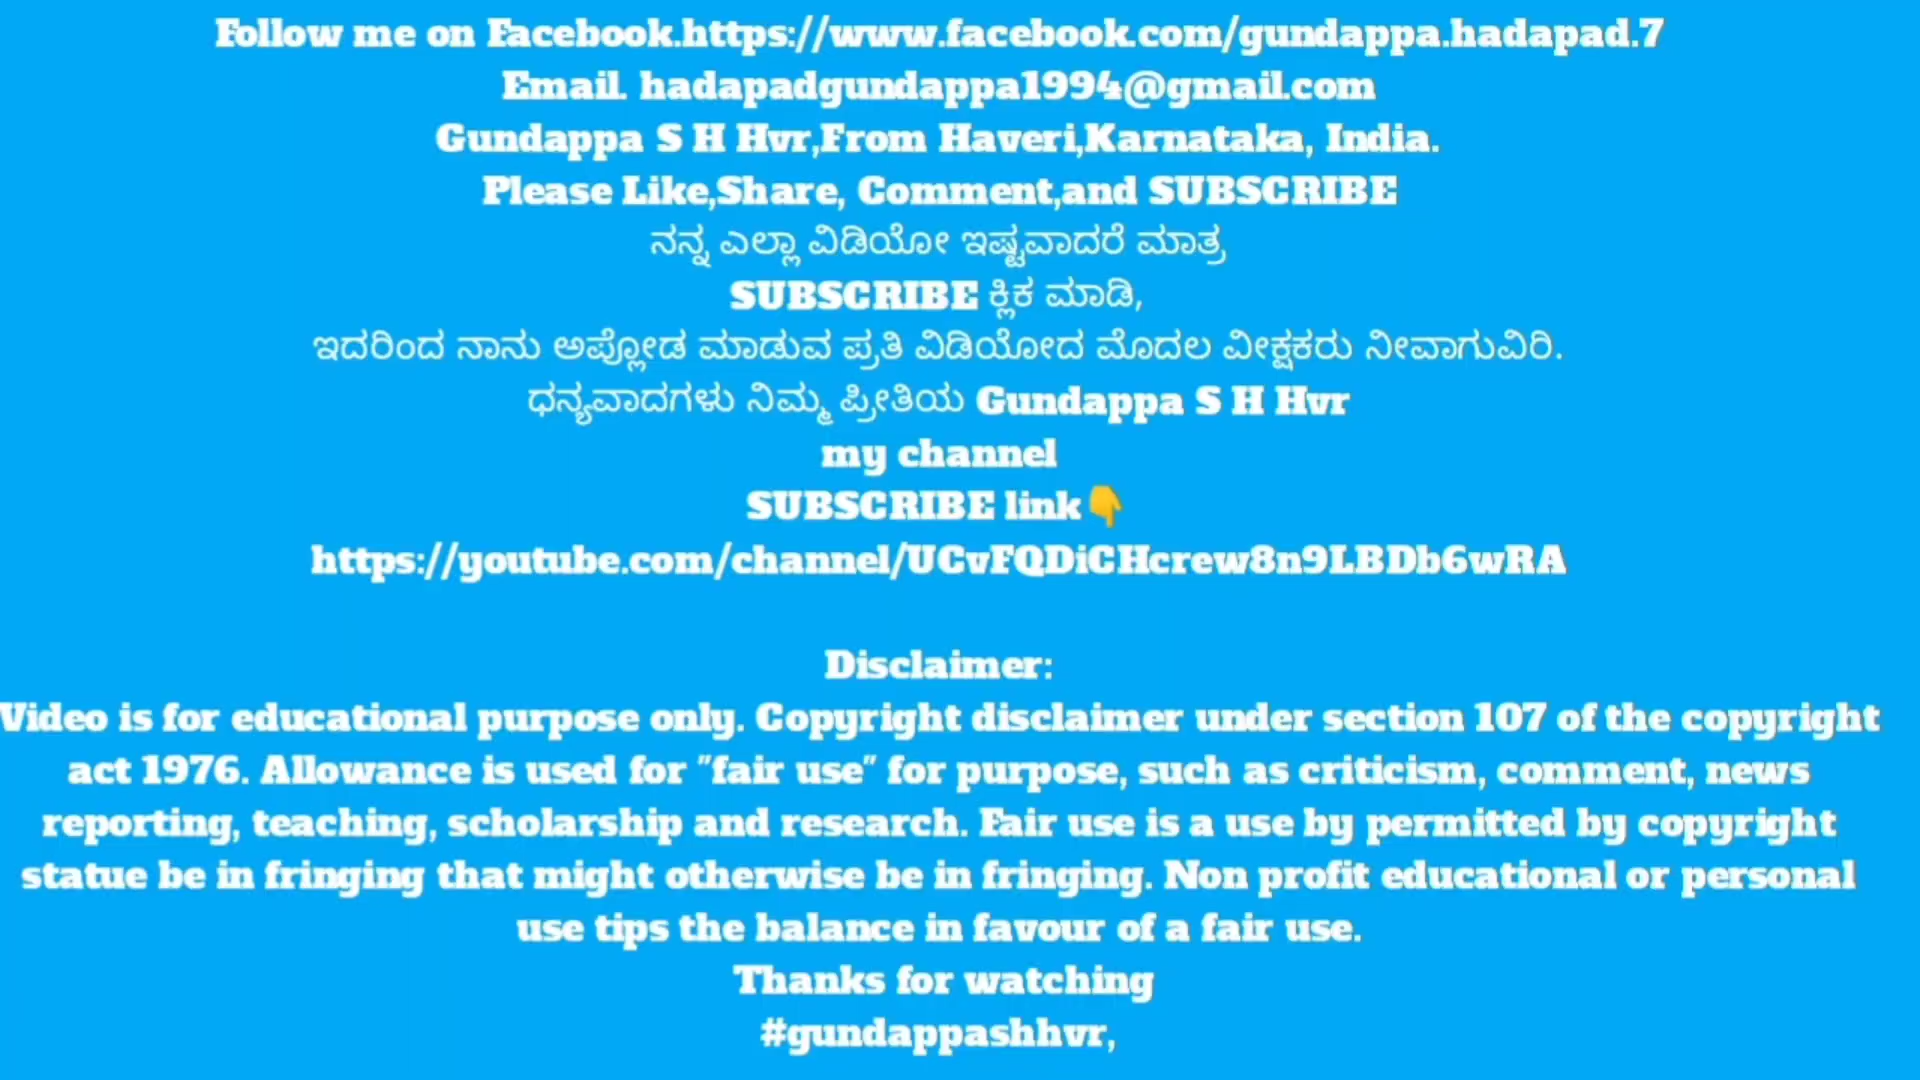 Follow me on Facebook.https://www.facebook.com/gundappa.hadapad.7
Email. hadapadgundappa1994@gmail.com
Gundappa S H Hvr,From Haveri,Karnataka, India.
Please Like,Share, Comment,and SUBSCRIBE
ನನ್ನ ಎಲ್ಲಾ ವಿಡಿಯೋ ಇಷ್ಟವಾದರೆ ಮಾತ್ರ
SUBSCRIBE ಕ್ಲಿಕ ಮಾಡಿ,
ಇದರಿಂದ ನಾನು ಅಪ್ಲೋಡ ಮಾಡುವ ಪ್ರತಿ ವಿಡಿಯೋದ ಮೊದಲ ವೀಕ್ಷಕರು ನೀವಾಗುವಿರಿ.
ಧನ್ಯವಾದಗಳು ನಿಮ್ಮ ಪ್ರೀತಿಯ Gundappa S H Hvr
my channel
SUBSCRIBE link👇
https://youtube.com/channel/UCvFQDiCHcrew8n9LBDb6wRA
Disclaimer:
Video is for educational purpose only. Copyright disclaimer under section 107 of the copyright
act 1976. Allowance is used for "fair use" for purpose, such as criticism, comment, news
reporting, teaching, scholarship and research. Fair use is a use by permitted by copyright
statue be in fringing that might otherwise be in fringing. Non profit educational or personal
use tips the balance in favour of a fair use.
Thanks for watching
#gundappashhvr,